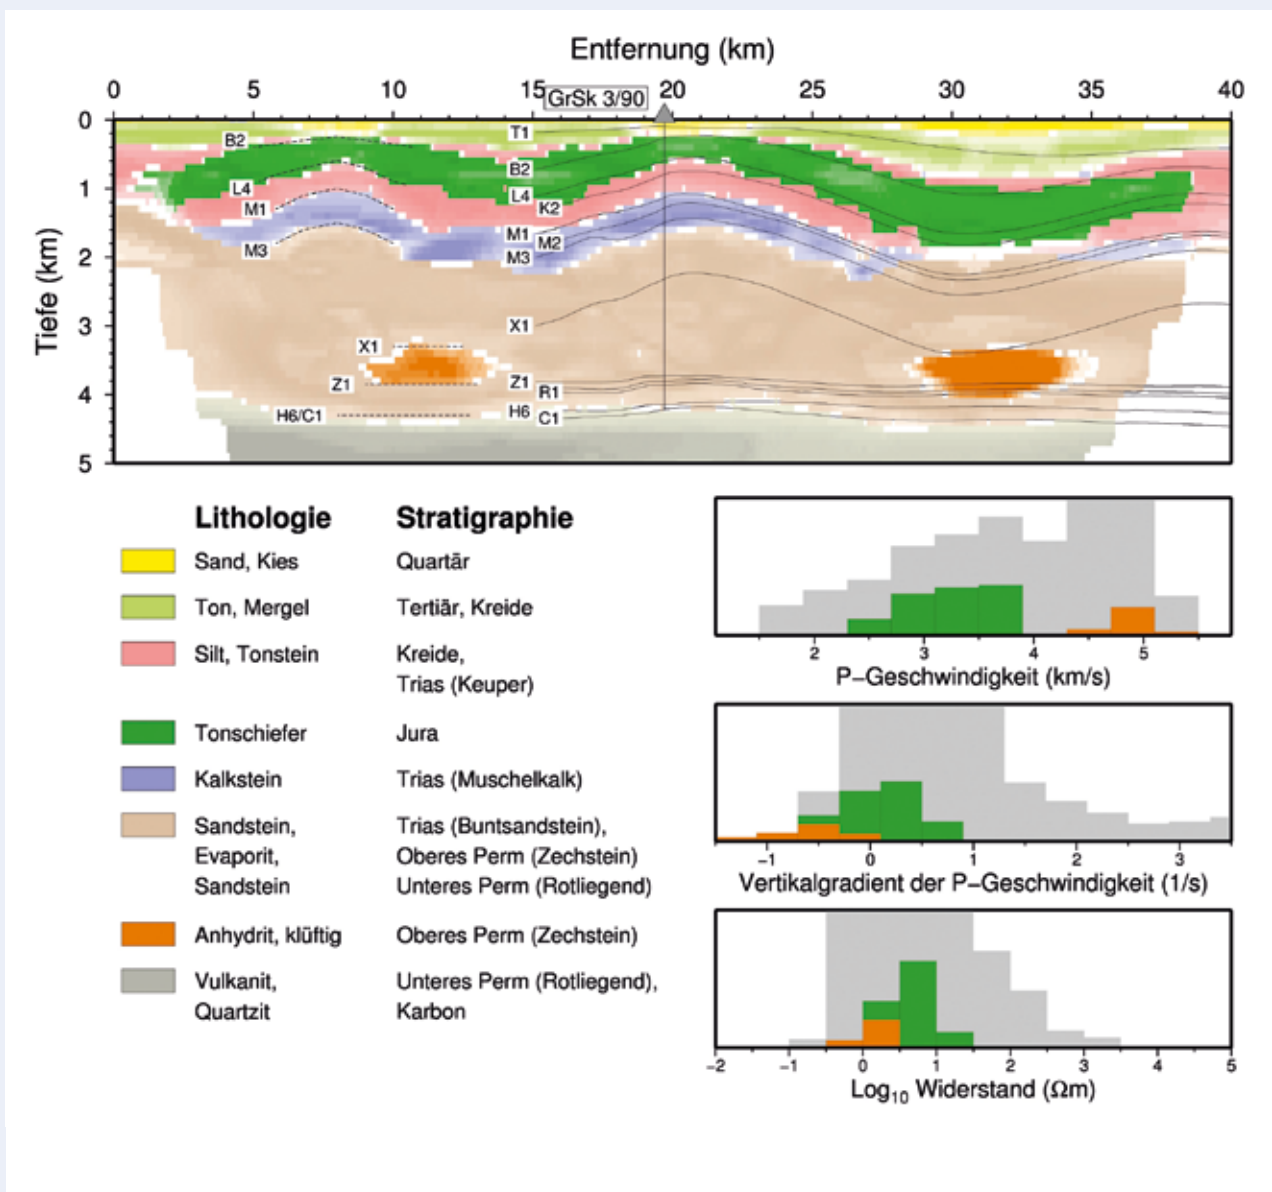 Entfernung (km)
0 5 10 15 20 25 30 35 40
GrSk 3/90
Tiefe (km)
0
1
2
3
4
5
B2
L4
M1
M3
X1
Z1
H6/C1
T1
B2
L4
K2
M1
M2
M3
X1
Z1
R1
H6
C1
Lithologie Stratigraphie
Sand, Kies Quartär
Ton, Mergel Tertiär, Kreide
Silt, Tonstein Kreide,
Trias (Keuper)
Tonschiefer Jura
Kalkstein Trias (Muschelkalk)
Sandstein, Trias (Buntsandstein),
Evaporit, Oberes Perm (Zechstein)
Sandstein Unteres Perm (Rotliegend)
Anhydrit, klüftig Oberes Perm (Zechstein)
Vulkanit, Unteres Perm (Rotliegend),
Quartzit Karbon
2 3 4 5
P−Geschwindigkeit (km/s)
−1 0 1 2 3
Vertikalgradient der P−Geschwindigkeit (1/s)
−2 −1 0 1 2 3 4 5
Log₁₀ Widerstand (Ωm)